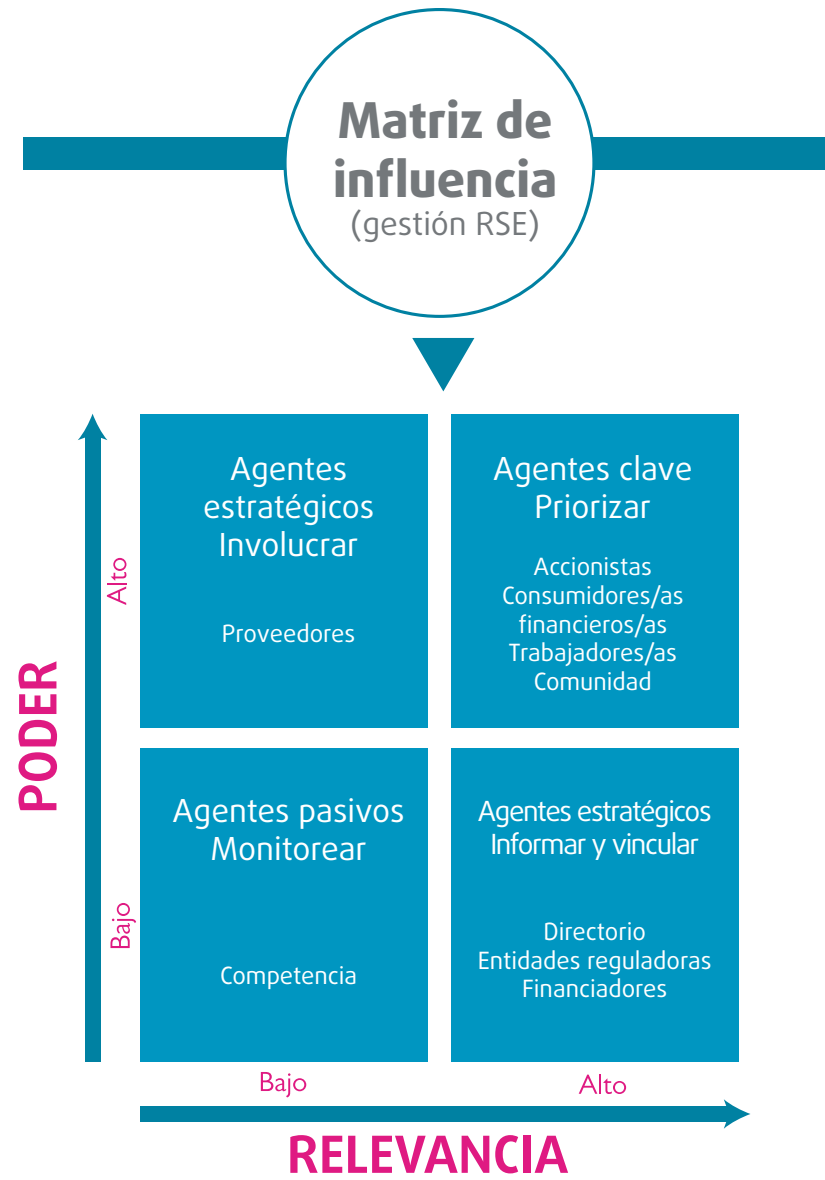 Matriz de
influencia
(gestión RSE)
Agentes
estratégicos
Involucrar
Proveedores
Agentes clave
Priorizar
Accionistas
Consumidores/as
financieros/as
Trabajadores/as
Comunidad
Alto
PODER
Agentes pasivos
Monitorear
Competencia
Agentes estratégicos
Informar y vincular
Directorio
Entidades reguladoras
Financiadores
Bajo
Bajo
Alto
RELEVANCIA